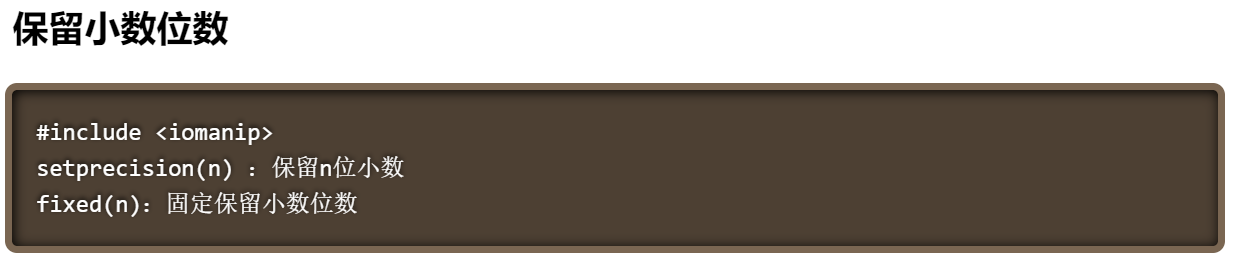 保留小数位数
#include <iomanip>
setprecision(n) ：保留n位小数
fixed(n)：固定保留小数位数